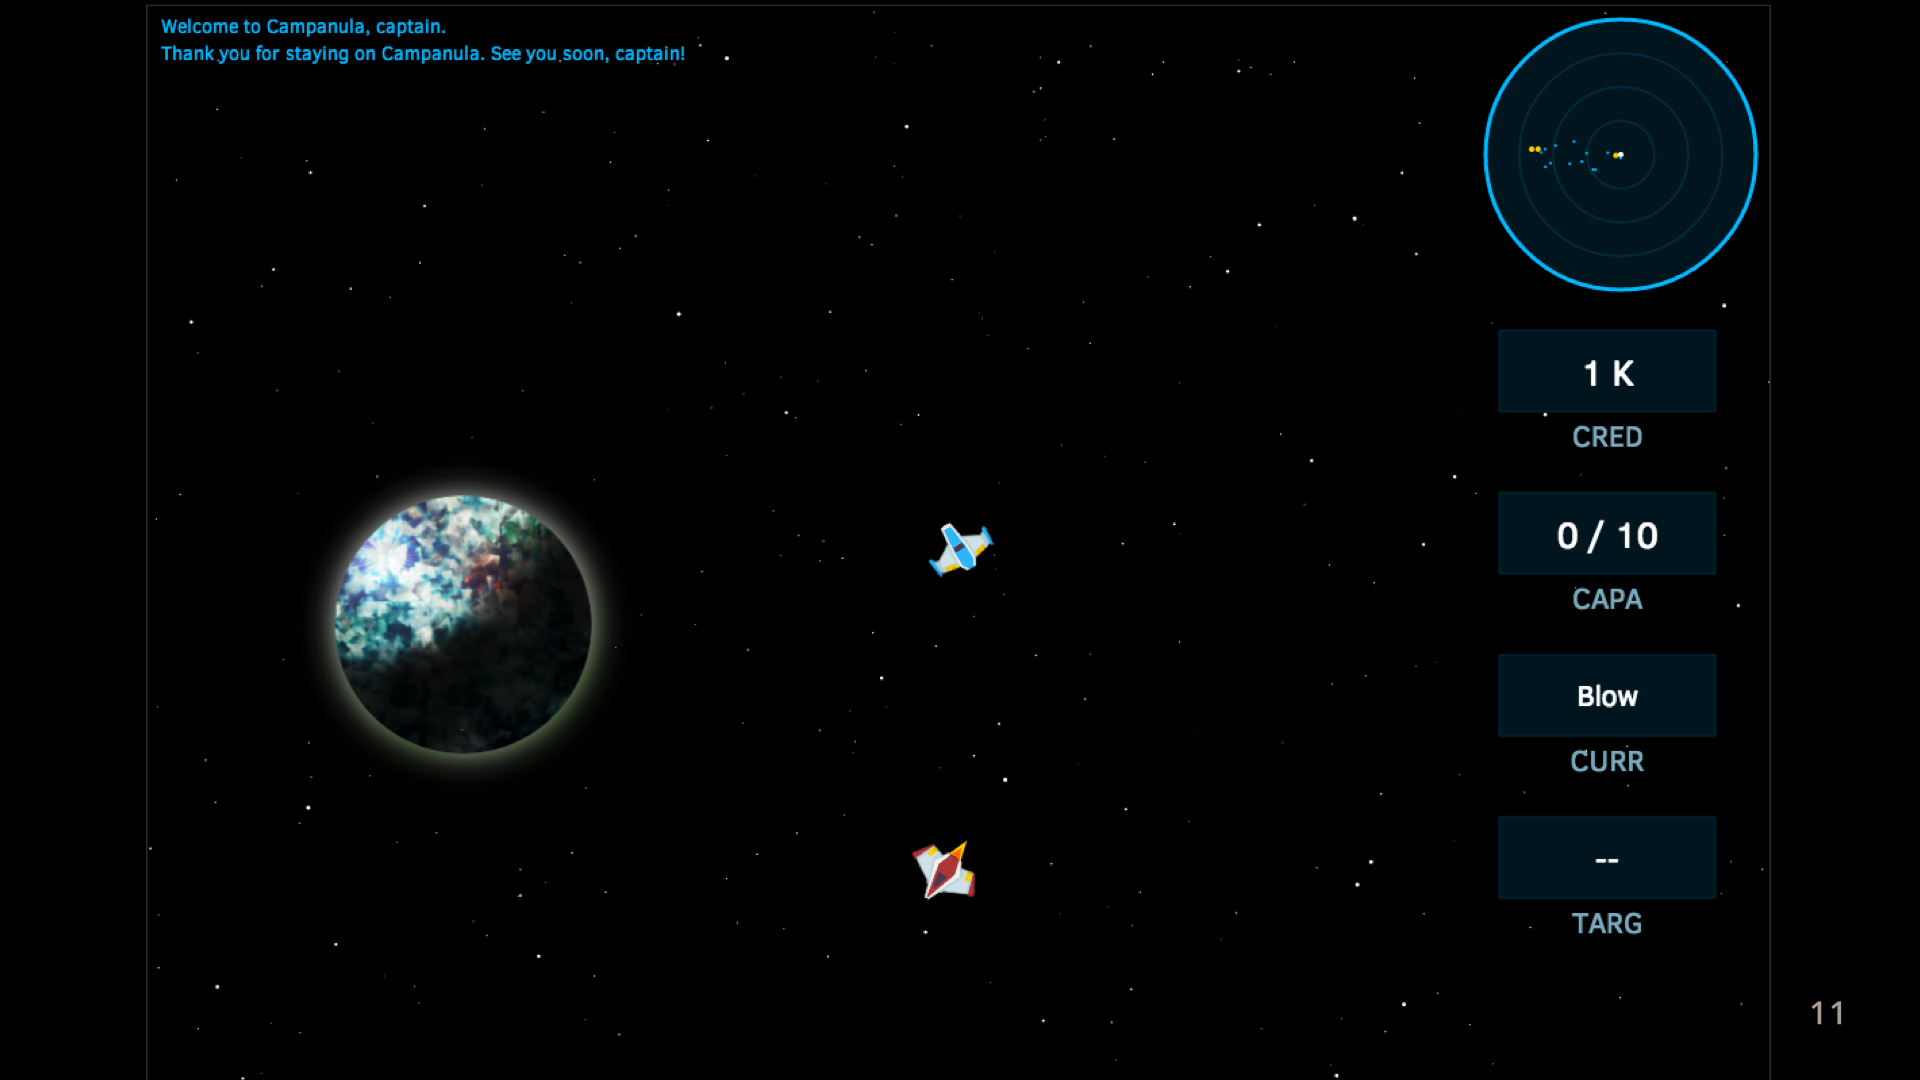 Welcome to Campanula, captain.
Thank you for staying on Campanula. See you soon, captain!
1 K
CRED
0 / 10
CAPA
Blow
CURR
--
TARG
11